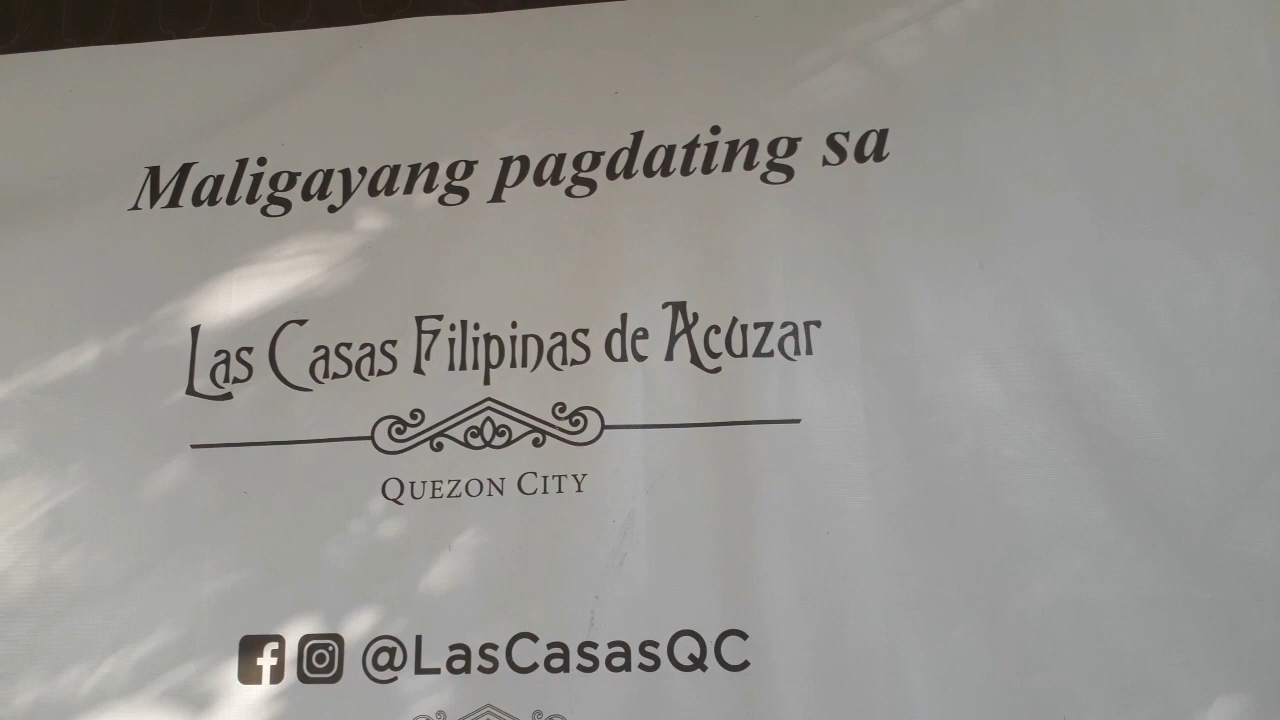 Maligayang pagdating sa
Las Casas Filipinas de Acuzar
Quezon City
@LasCasasQC